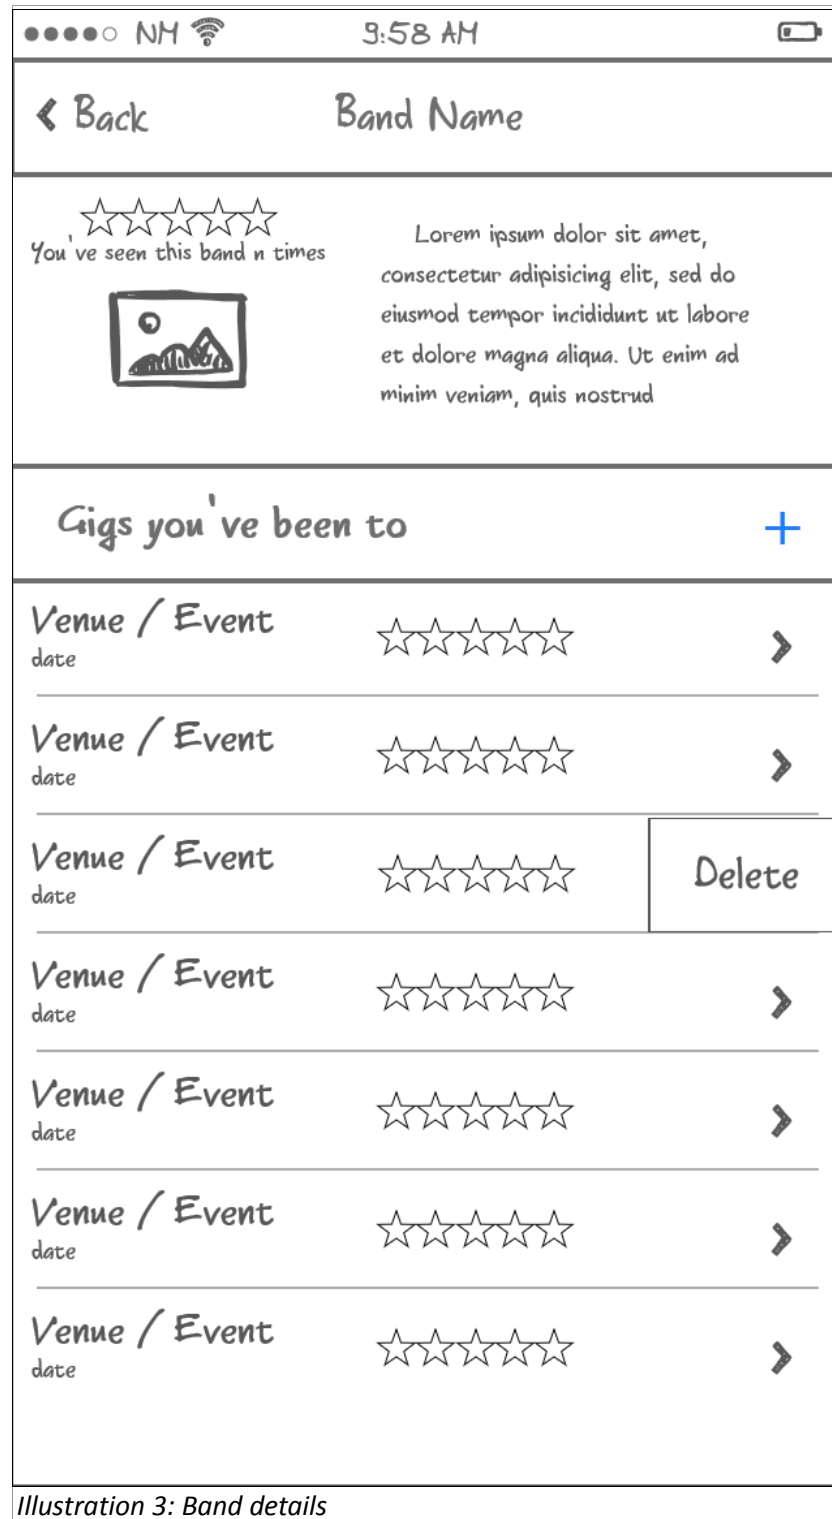 NM 9:58 AM
Back Band Name
You've seen this band n times
Lorem ipsum dolor sit amet,
consectetur adipisicing elit, sed do
eiusmod tempor incididunt ut labore
et dolore magna aliqua. Ut enim ad
minim veniam, quis nostrud
Gigs you've been to +
Venue / Event
date
Venue / Event
date
Venue / Event
date
Delete
Venue / Event
date
Venue / Event
date
Venue / Event
date
Venue / Event
date
Illustration 3: Band details